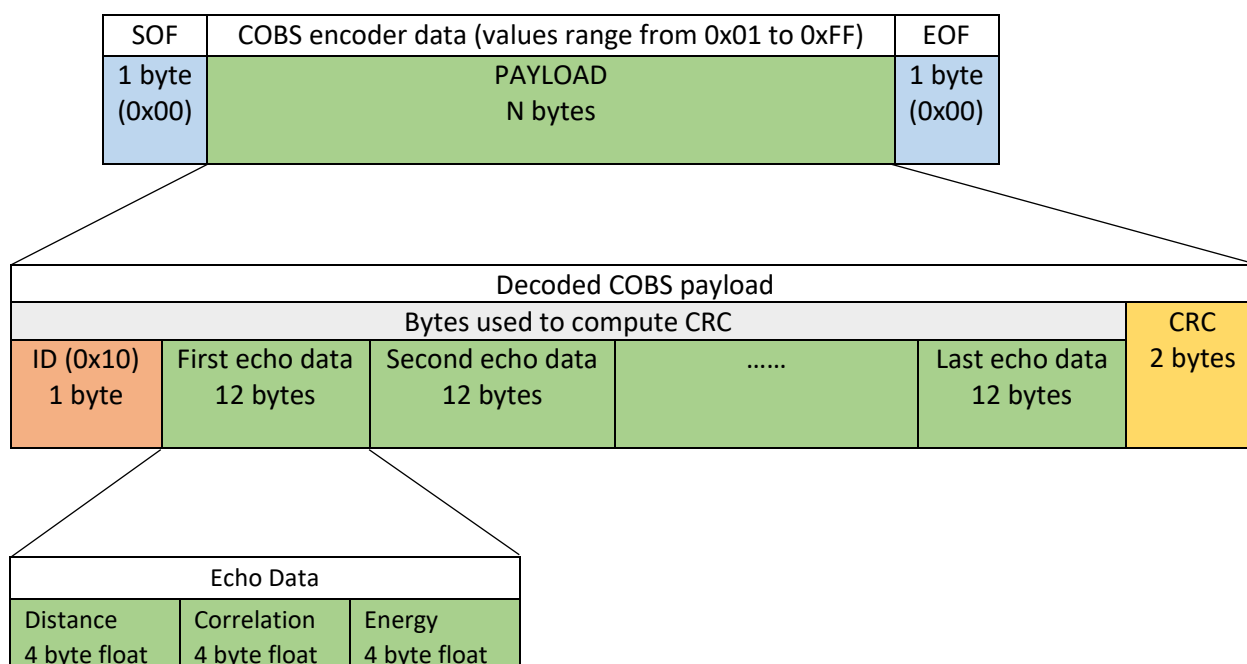 SOF COBS encoder data (values range from 0x01 to 0xFF) EOF
1 byte PAYLOAD 1 byte
(0x00) N bytes (0x00)
Decoded COBS payload
Bytes used to compute CRC CRC
ID (0x10) First echo data Second echo data ...... Last echo data 2 bytes
1 byte 12 bytes 12 bytes 12 bytes
Echo Data
Distance Correlation Energy
4 byte float 4 byte float 4 byte float